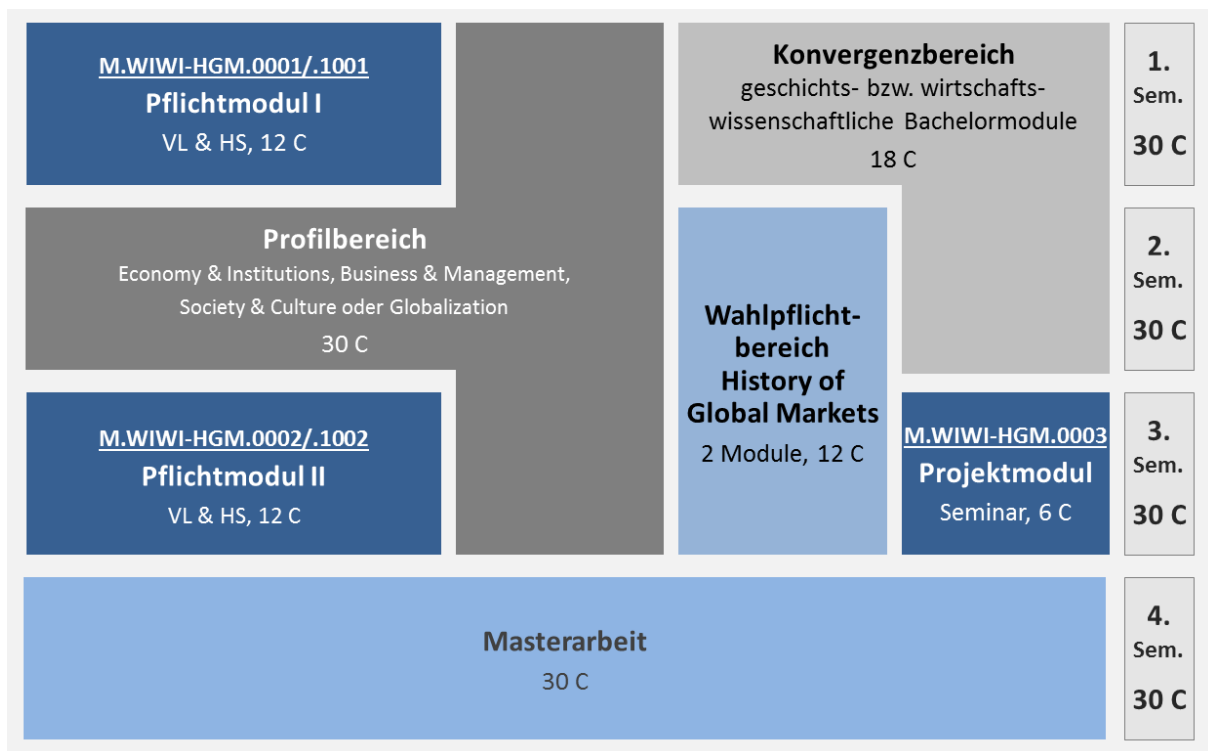 M.WIWI-HGM.0001/.1001
Pflichtmodul I
VL & HS, 12 C
Konvergenzbereich
geschichts- bzw. wirtschafts-
wissenschaftliche Bachelormodule
18 C
1.
Sem.
30 C
Profilbereich
Economy & Institutions, Business & Management,
Society & Culture oder Globalization
30 C
Wahlpflicht-
bereich
History of
Global Markets
2 Module, 12 C
2.
Sem.
30 C
M.WIWI-HGM.0002/.1002
Pflichtmodul II
VL & HS, 12 C
M.WIWI-HGM.0003
Projektmodul
Seminar, 6 C
3.
Sem.
30 C
Masterarbeit
30 C
4.
Sem.
30 C